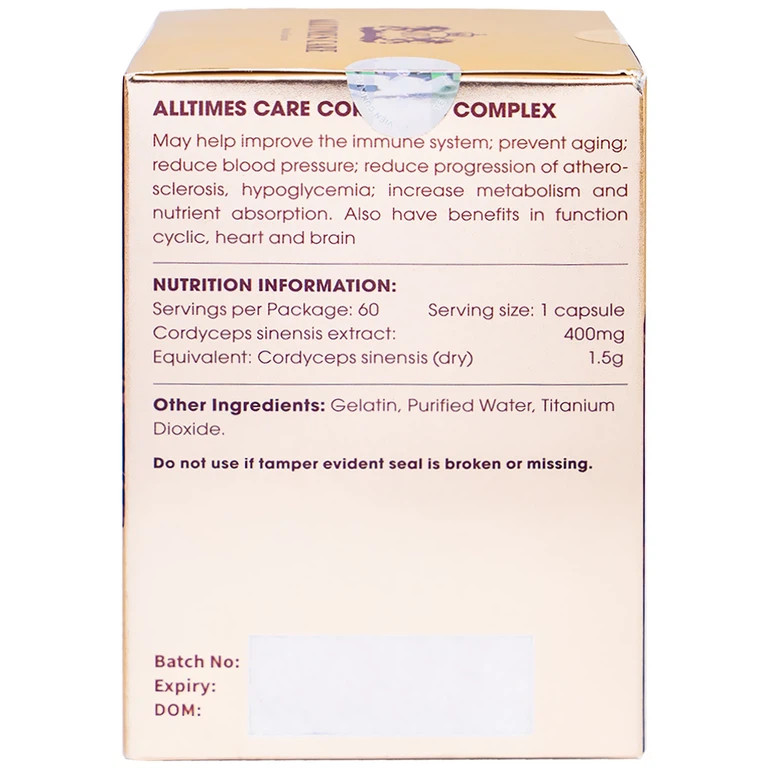 ALLTIMES CARE
ALLTIMES CARE COMPLEX
May help improve the immune system; prevent aging;
reduce blood pressure; reduce progression of athero-
sclerosis, hypoglycemia; increase metabolism and
nutrient absorption. Also have benefits in function
cyclic, heart and brain
NUTRITION INFORMATION:
Servings per Package: 60 Serving size: 1 capsule
Cordyceps sinensis extract: 400mg
Equivalent: Cordyceps sinensis (dry) 1.5g
Other Ingredients: Gelatin, Purified Water, Titanium
Dioxide.
Do not use if tamper evident seal is broken or missing.
Batch No:
Expiry:
DOM: